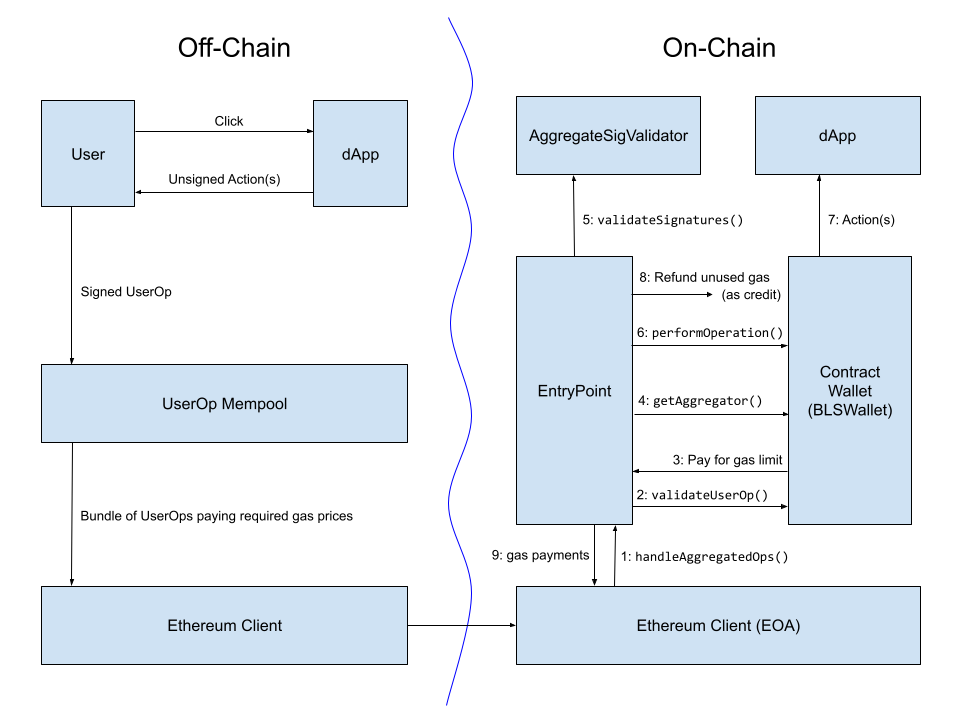 Off-Chain
On-Chain
User
Click
dApp
Unsigned Action(s)
Signed UserOp
UserOp Mempool
Bundle of UserOps paying required gas prices
Ethereum Client
AggregateSigValidator
dApp
5: validateSignatures()
7: Action(s)
8: Refund unused gas
(as credit)
6: performOperation()
EntryPoint
4: getAggregator()
3: Pay for gas limit
2: validateUserOp()
Contract
Wallet
(BLSWallet)
9: gas payments
1: handleAggregatedOps()
Ethereum Client (EOA)